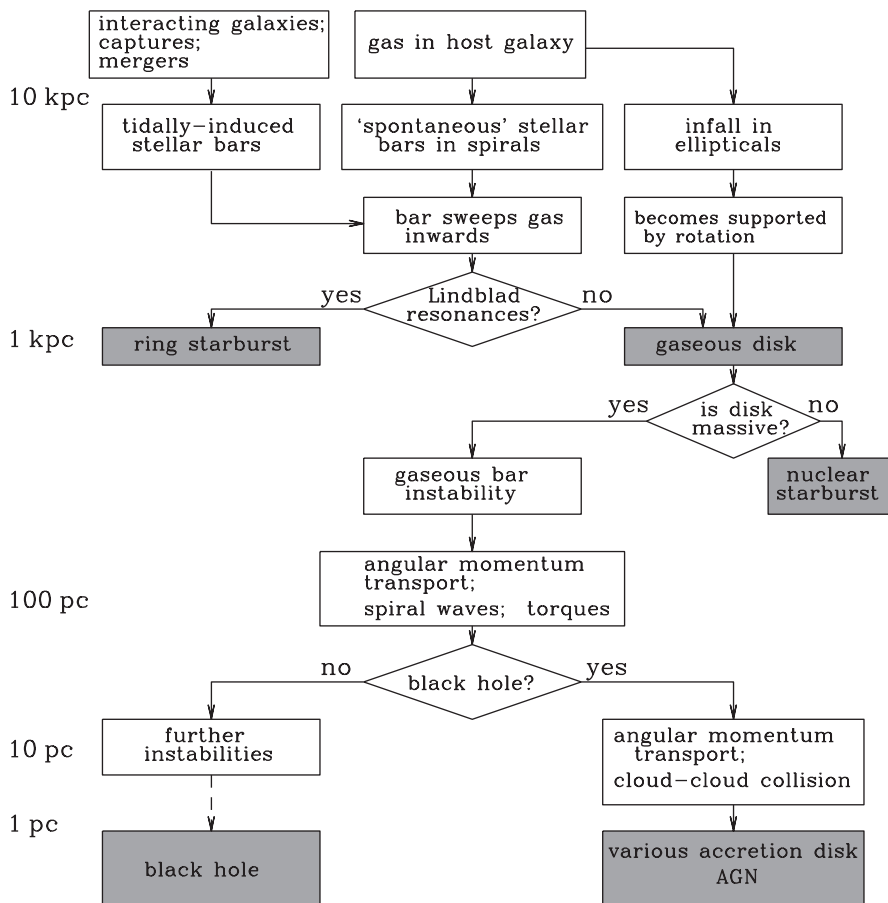 interacting galaxies;
captures;
mergers
gas in host galaxy
10 kpc
tidally-induced
stellar bars
‘spontaneous’ stellar
bars in spirals
infall in
ellipticals
bar sweeps gas
inwards
becomes supported
by rotation
yes
Lindblad
resonances?
no
1 kpc
ring starburst
gaseous disk
yes
is disk
massive?
no
gaseous bar
instability
nuclear
starburst
100 pc
angular momentum
transport;
spiral waves; torques
no
black hole?
yes
10 pc
further
instabilities
angular momentum
transport;
cloud-cloud collision
1 pc
black hole
various accretion disk
AGN